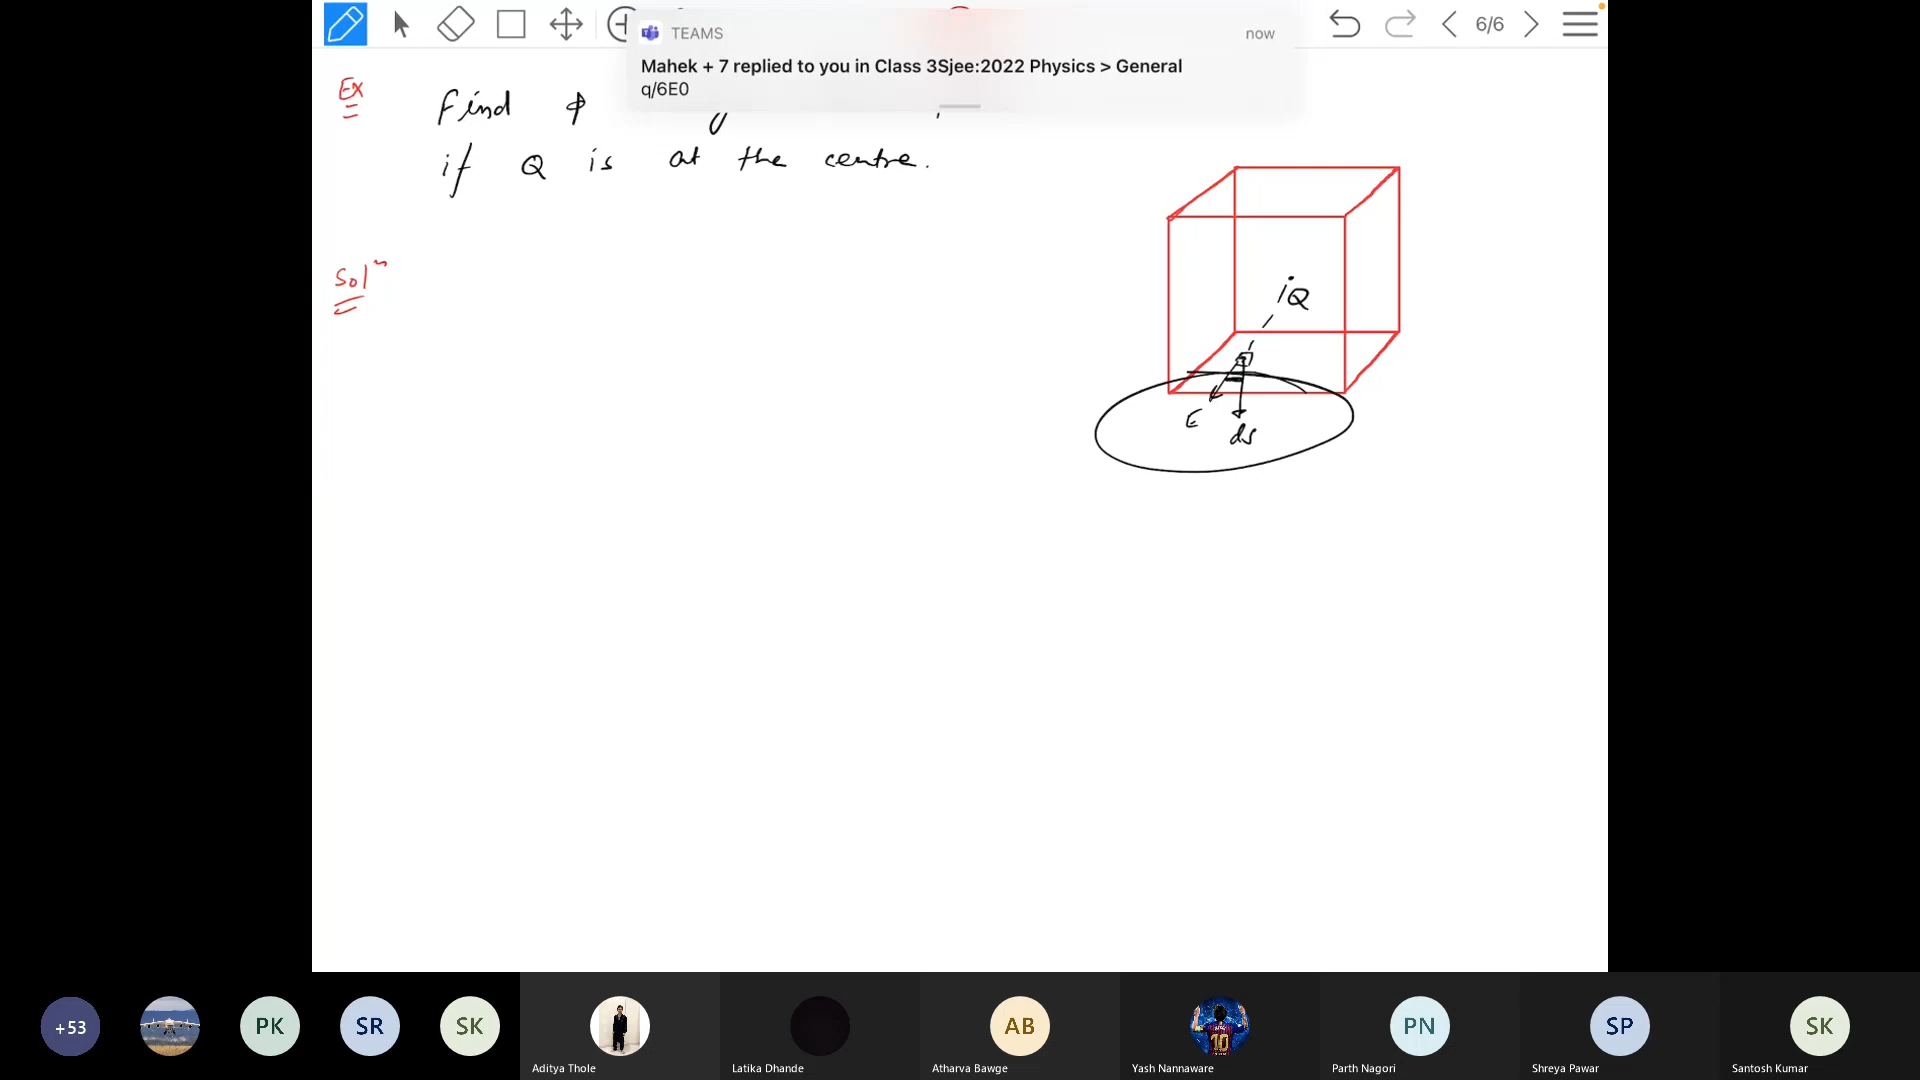 6/6
TEAMS
now
Mahek + 7 replied to you in Class 3Sjee:2022 Physics > General
q/6E0
Ex
Find ϕ
if Q is at the centre.
Solⁿ
Q
E
ds
+53
PK
SR
SK
AB
10
PN
SP
SK
Aditya Thole
Latika Dhande
Atharva Bawge
Yash Nannaware
Parth Nagori
Shreya Pawar
Santosh Kumar